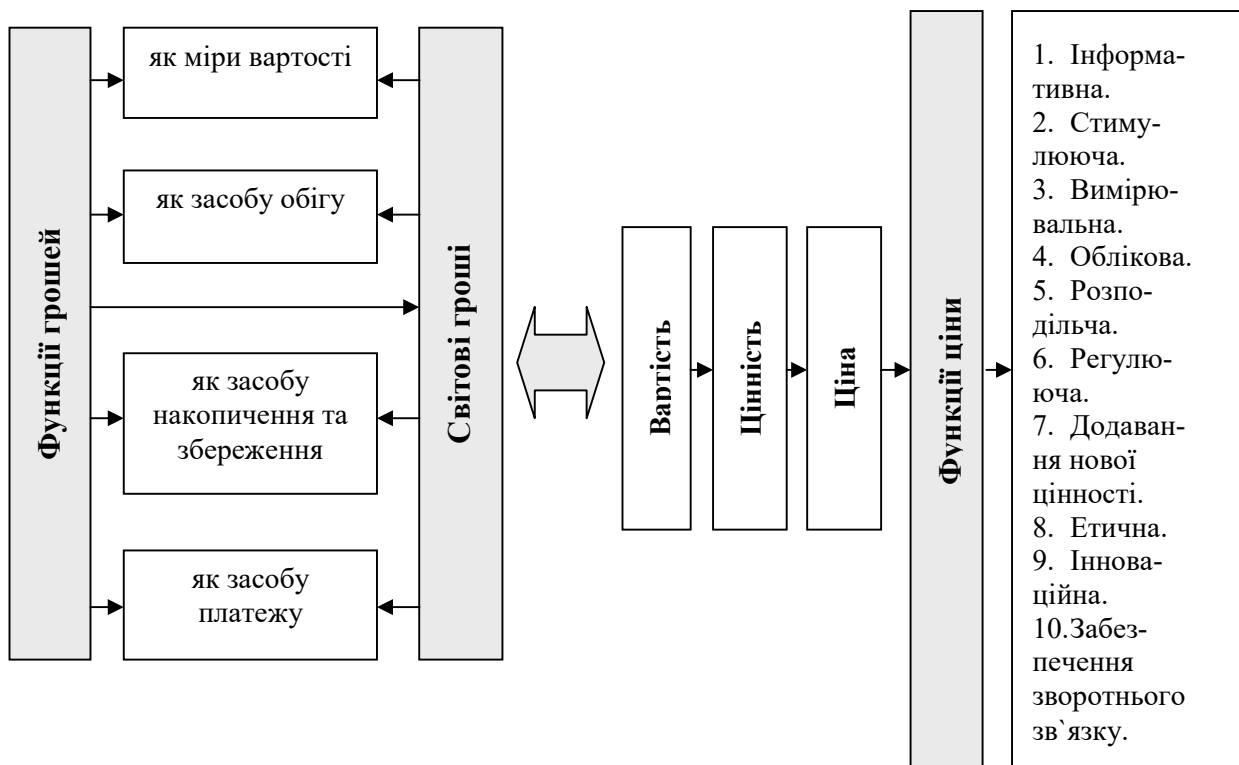 Функції грошей
як міри вартості
як засобу обігу
як засобу
накопичення та
збереження
як засобу
платежу
Світові гроші
Вартість
Цінність
Ціна
Функції ціни
1. Інформа-
тивна.
2. Стиму-
лююча.
3. Вимірю-
вальна.
4. Облікова.
5. Розпо-
дільча.
6. Регулю-
юча.
7. Додаван-
ня нової
цінності.
8. Етична.
9. Іннова-
ційна.
10.Забез-
печення
зворотнього
зв`язку.